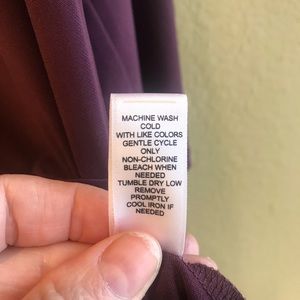 MACHINE WASH
COLD
WITH LIKE COLORS
GENTLE CYCLE
ONLY
NON-CHLORINE
BLEACH WHEN
NEEDED
TUMBLE DRY LOW
REMOVE
PROMPTLY
COOL IRON IF
NEEDED